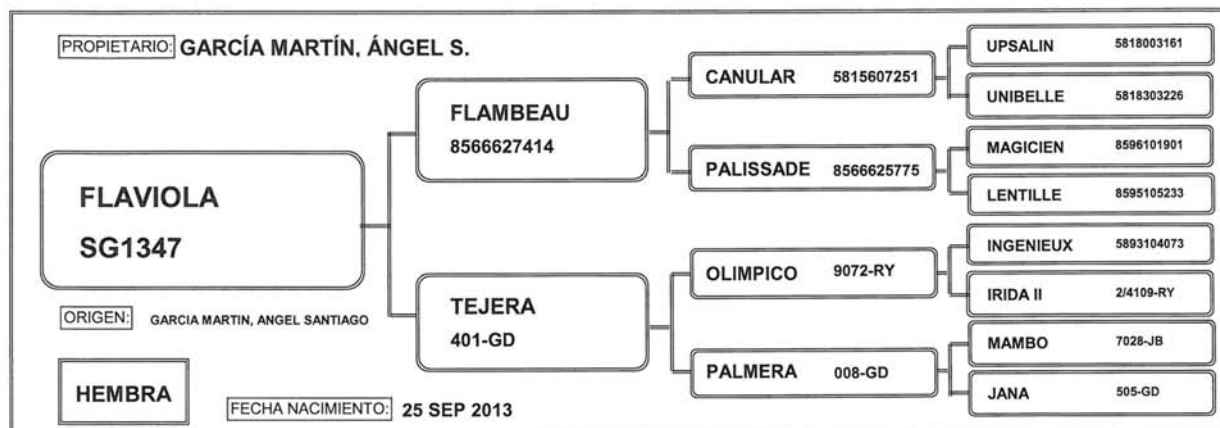 PROPIETARIO: GARCÍA MARTÍN, ÁNGEL S.
FLAVIOLA
SG1347
ORIGEN: GARCIA MARTIN, ANGEL SANTIAGO
HEMBRA
FECHA NACIMIENTO: 25 SEP 2013
FLAMBEAU
8566627414
TEJERA
401-GD
CANULAR 5815607251
PALISSADE 8566625775
OLIMPICO 9072-RY
PALMERA 008-GD
UPSALIN 5818003161
UNIBELLE 5818303226
MAGICIEN 8596101901
LENTILLE 8595105233
INGENIEUX 5893104073
IRIDA II 2/4109-RY
MAMBO 7028-JB
JANA 505-GD